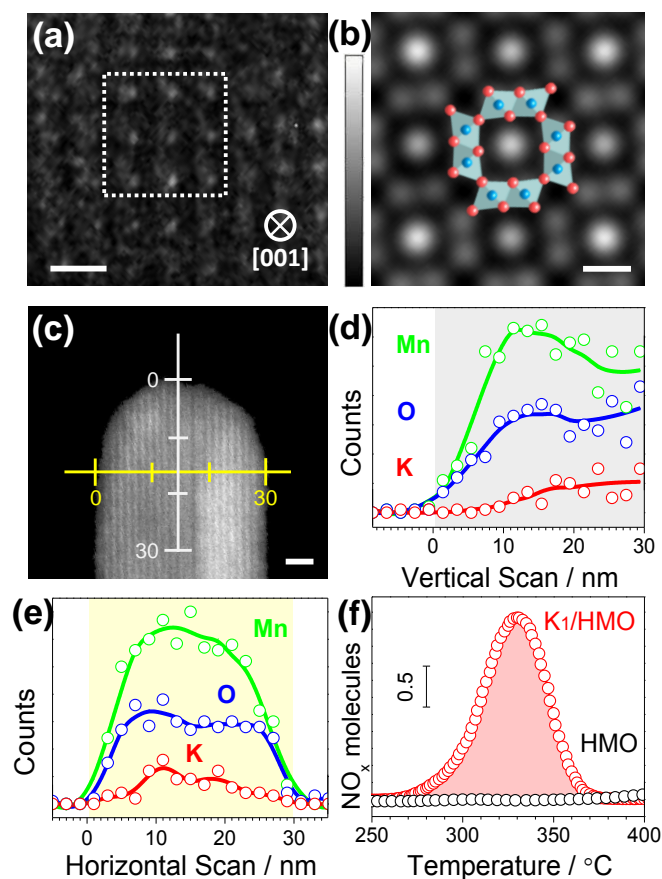 (a)
[001]
(b)
(c)
0
0
30
30
(d)
Mn
O
K
Counts
0
10
20
30
Vertical Scan / nm
(e)
Mn
O
K
Counts
0
10
20
30
Horizontal Scan / nm
(f)
K1/HMO
0.5
HMO
NOx molecules
250
300
350
400
Temperature / °C